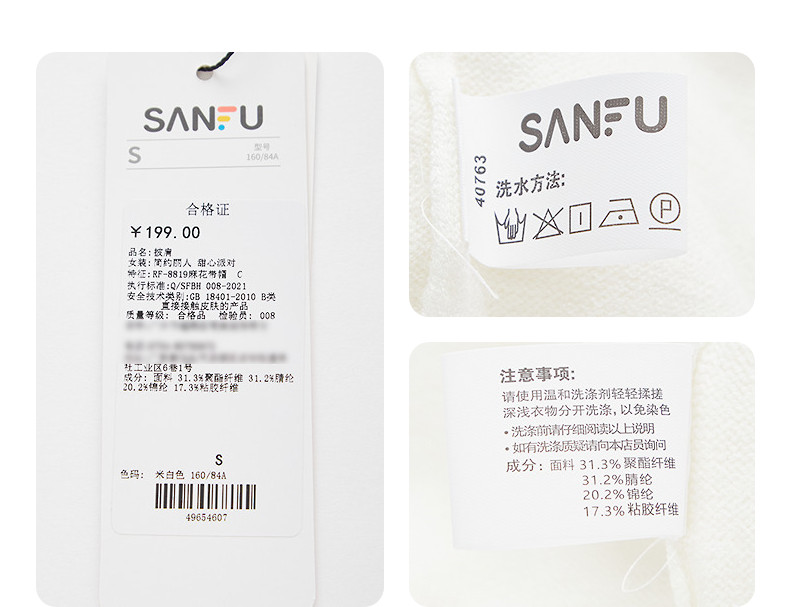 SANFU
S
型号
160/84A
合格证
￥199.00
品名:披肩
女装:简约丽人 甜心派对
特征:RF-8819麻花带帽 C
执行标准:Q/SFBH 008-2021
安全技术类别:GB 18401-2010 B类
直接接触皮肤的产品
质量等级: 合格品 检验员: 008
社工业区6巷1号
成分: 面料 31.3%聚酯纤维 31.2%腈纶
20.2%锦纶 17.3%粘胶纤维
S
色码: 米白色 160/84A
49654607
SANFU
40763
洗水方法:
P
注意事项:
请使用温和洗涤剂轻轻揉搓
深浅衣物分开洗涤,以免染色
•洗涤前请仔细阅读以上说明
•如有洗涤质疑请向本店员询问
成分: 面料 31.3%聚酯纤维
31.2%腈纶
20.2%锦纶
17.3%粘胶纤维